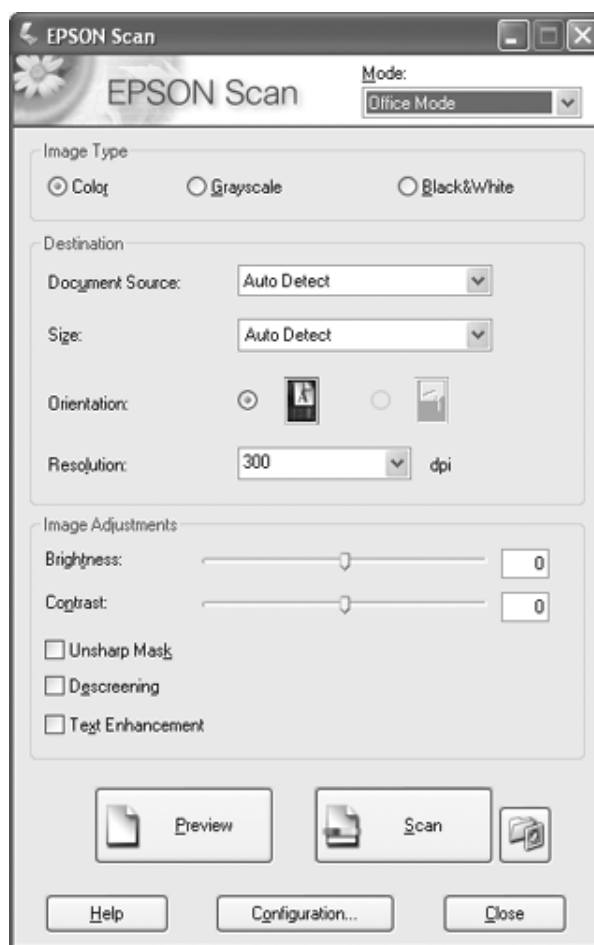 EPSON Scan
EPSON Scan
Mode:
Office Mode
Image Type
Color Grayscale Black&White
Destination
Document Source: Auto Detect
Size: Auto Detect
Orientation:
Resolution: 300 dpi
Image Adjustments
Brightness: 0
Contrast: 0
Unsharp Mask
Descreening
Text Enhancement
Preview Scan
Help Configuration... Close